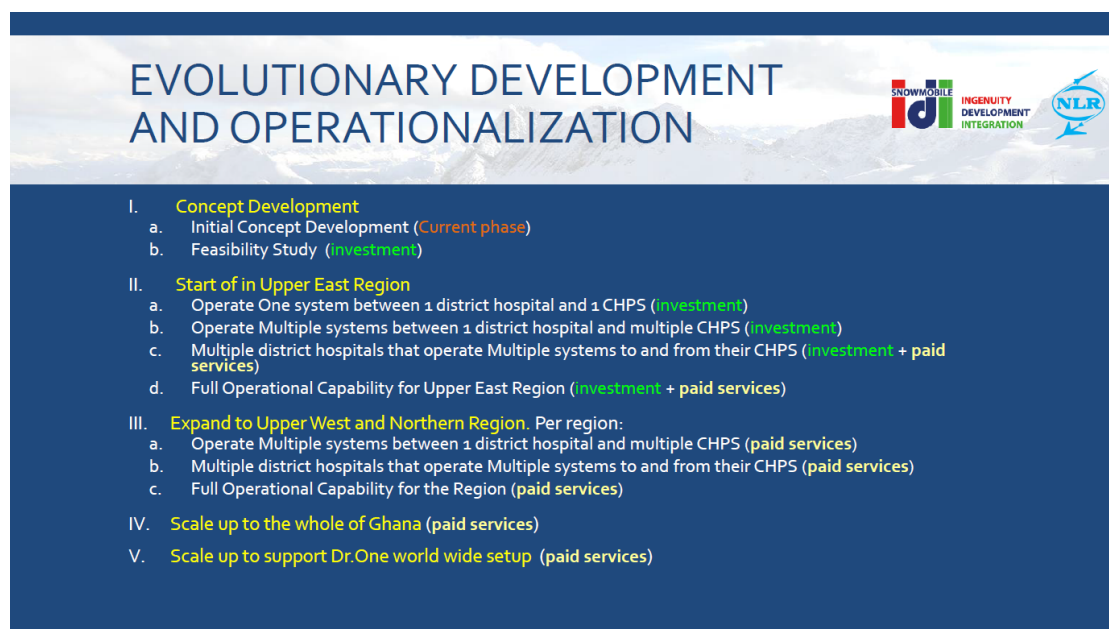 EVOLUTIONARY DEVELOPMENT
AND OPERATIONALIZATION
SNOWMOBILE
idi
INGENUITY
DEVELOPMENT
INTEGRATION
NLR
I. Concept Development
a. Initial Concept Development (Current phase)
b. Feasibility Study (investment)
II. Start of in Upper East Region
a. Operate One system between 1 district hospital and 1 CHPS (investment)
b. Operate Multiple systems between 1 district hospital and multiple CHPS (investment)
c. Multiple district hospitals that operate Multiple systems to and from their CHPS (investment + paid
services)
d. Full Operational Capability for Upper East Region (investment + paid services)
III. Expand to Upper West and Northern Region. Per region:
a. Operate Multiple systems between 1 district hospital and multiple CHPS (paid services)
b. Multiple district hospitals that operate Multiple systems to and from their CHPS (paid services)
c. Full Operational Capability for the Region (paid services)
IV. Scale up to the whole of Ghana (paid services)
V. Scale up to support Dr.One world wide setup (paid services)